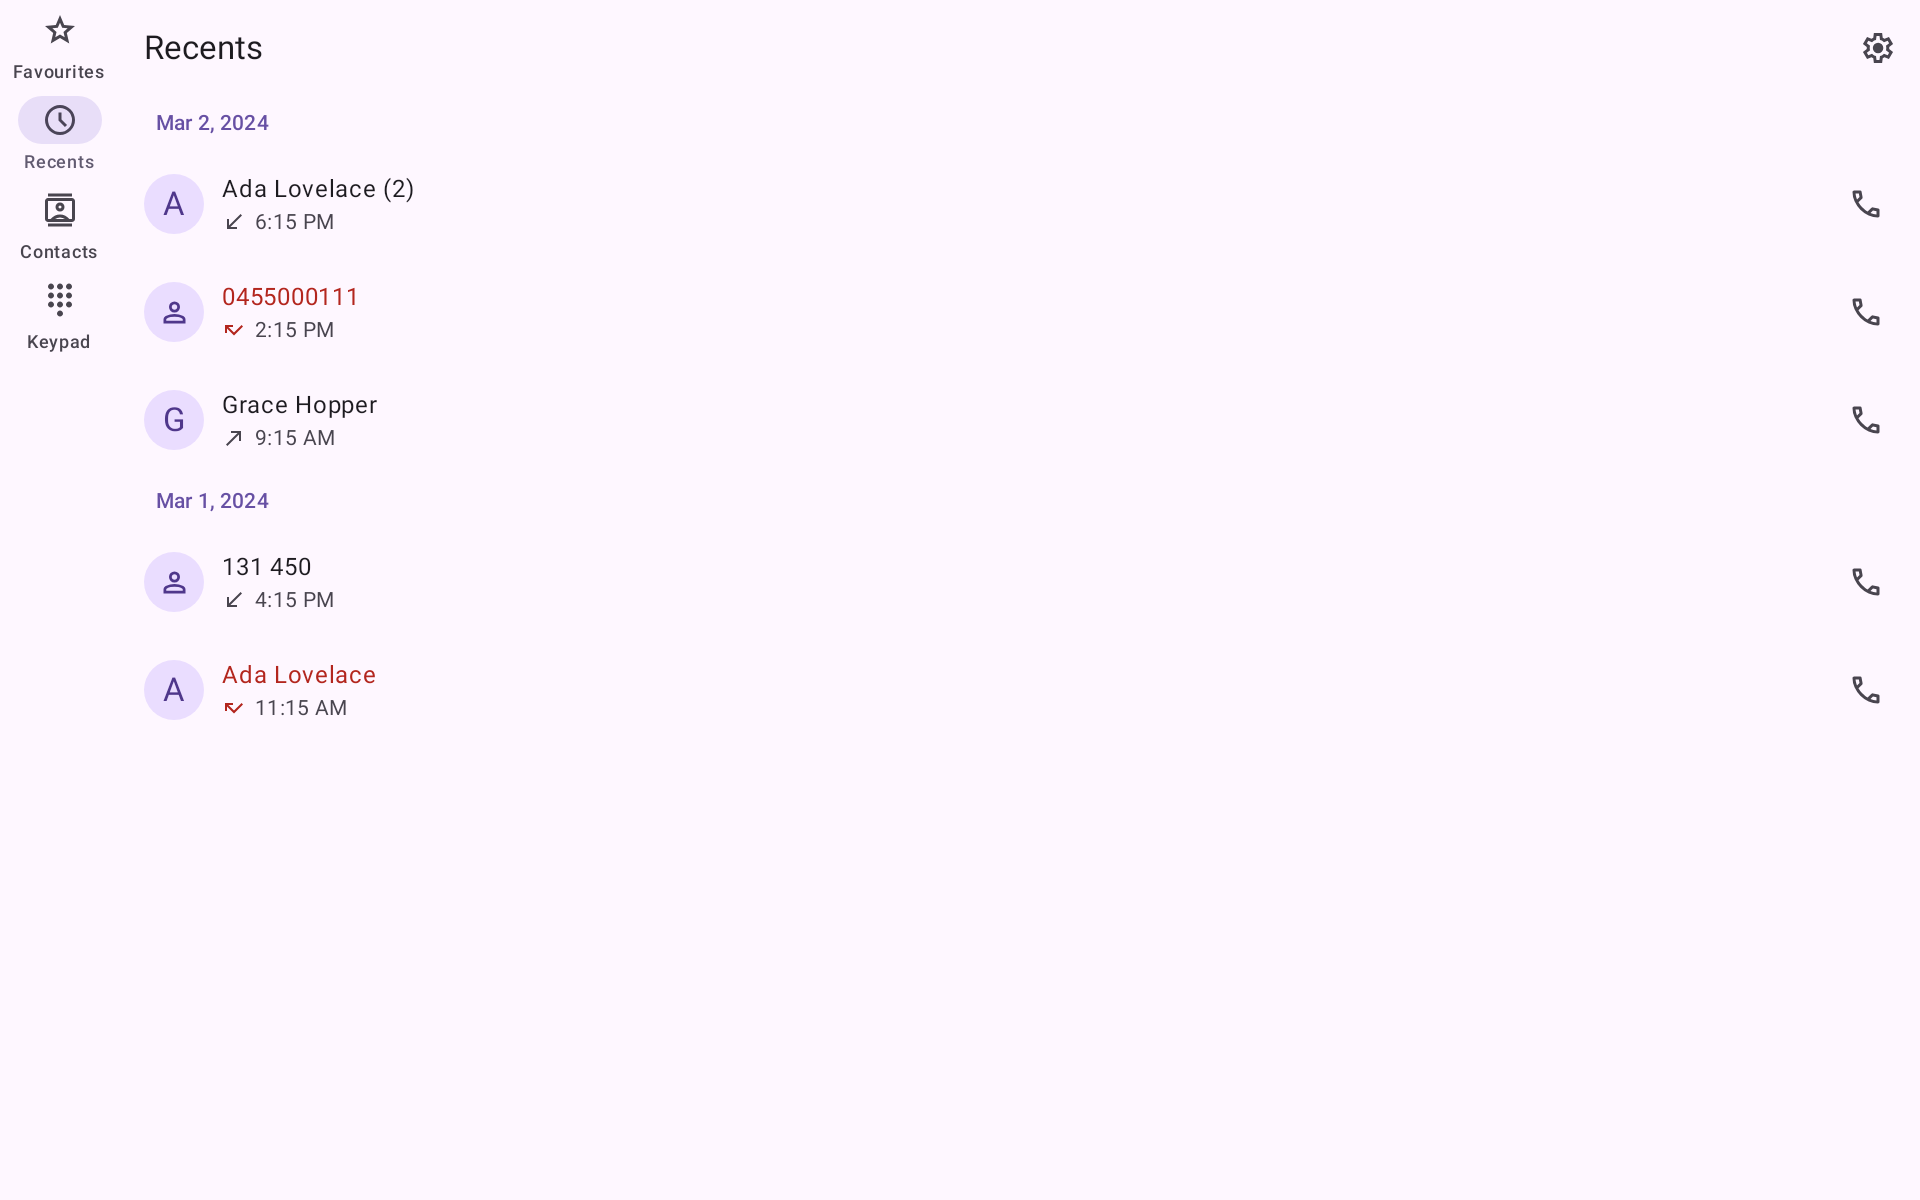 Favourites
Recents
Contacts
Keypad
Recents
Mar 2, 2024
A
Ada Lovelace (2)
6:15 PM
0455000111
2:15 PM
G
Grace Hopper
9:15 AM
Mar 1, 2024
131 450
4:15 PM
A
Ada Lovelace
11:15 AM